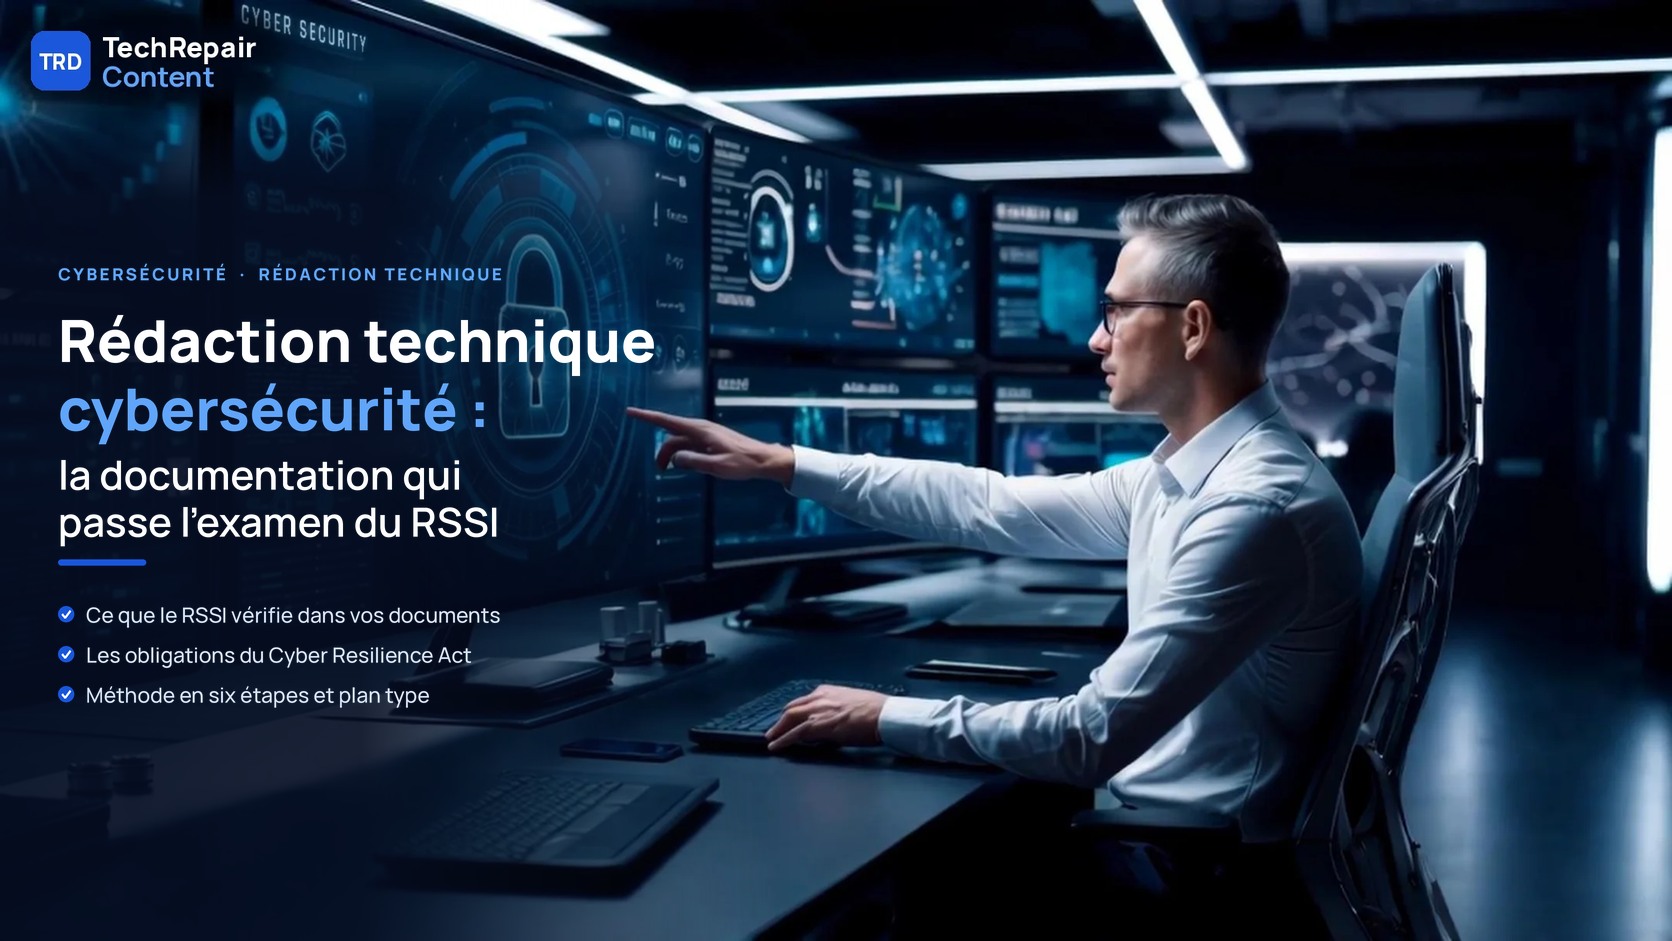 CYBER SECURITY
TRD
TechRepair
Content
CYBERSÉCURITÉ · RÉDACTION TECHNIQUE
Rédaction technique
cybersécurité :
la documentation qui
passe l’examen du RSSI
Ce que le RSSI vérifie dans vos documents
Les obligations du Cyber Resilience Act
Méthode en six étapes et plan type